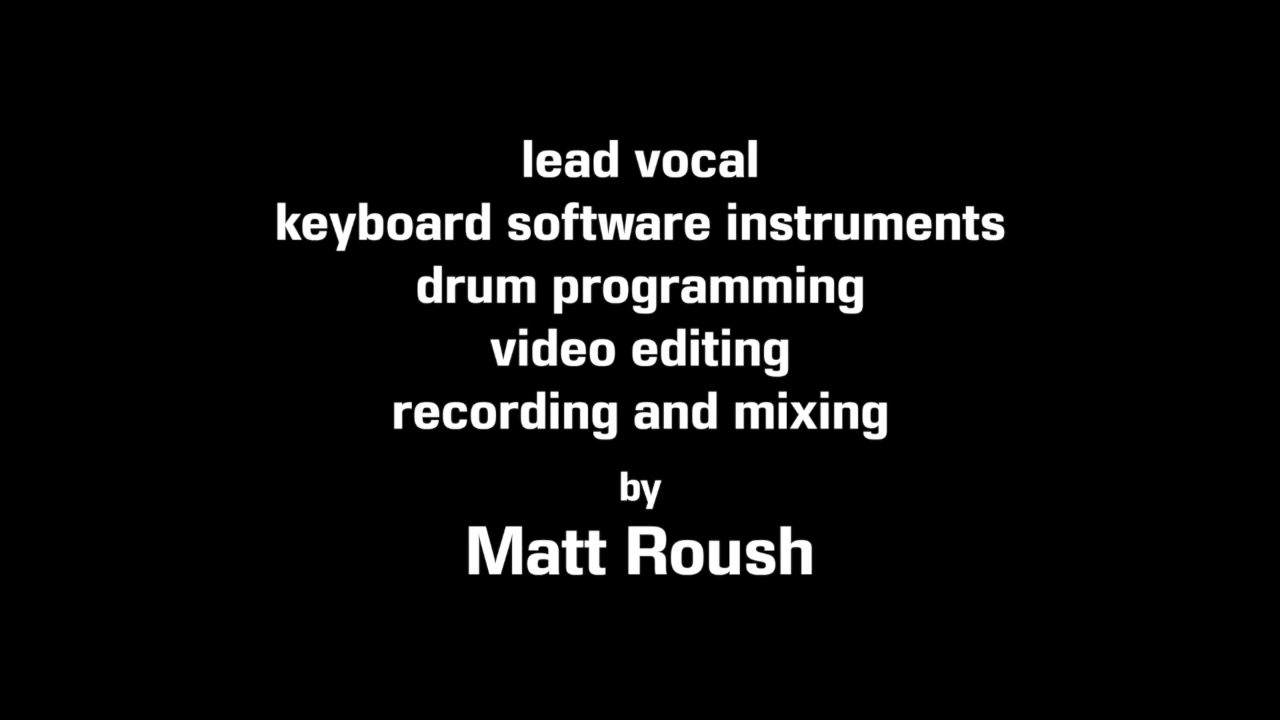 lead vocal
keyboard software instruments
drum programming
video editing
recording and mixing
by
Matt Roush